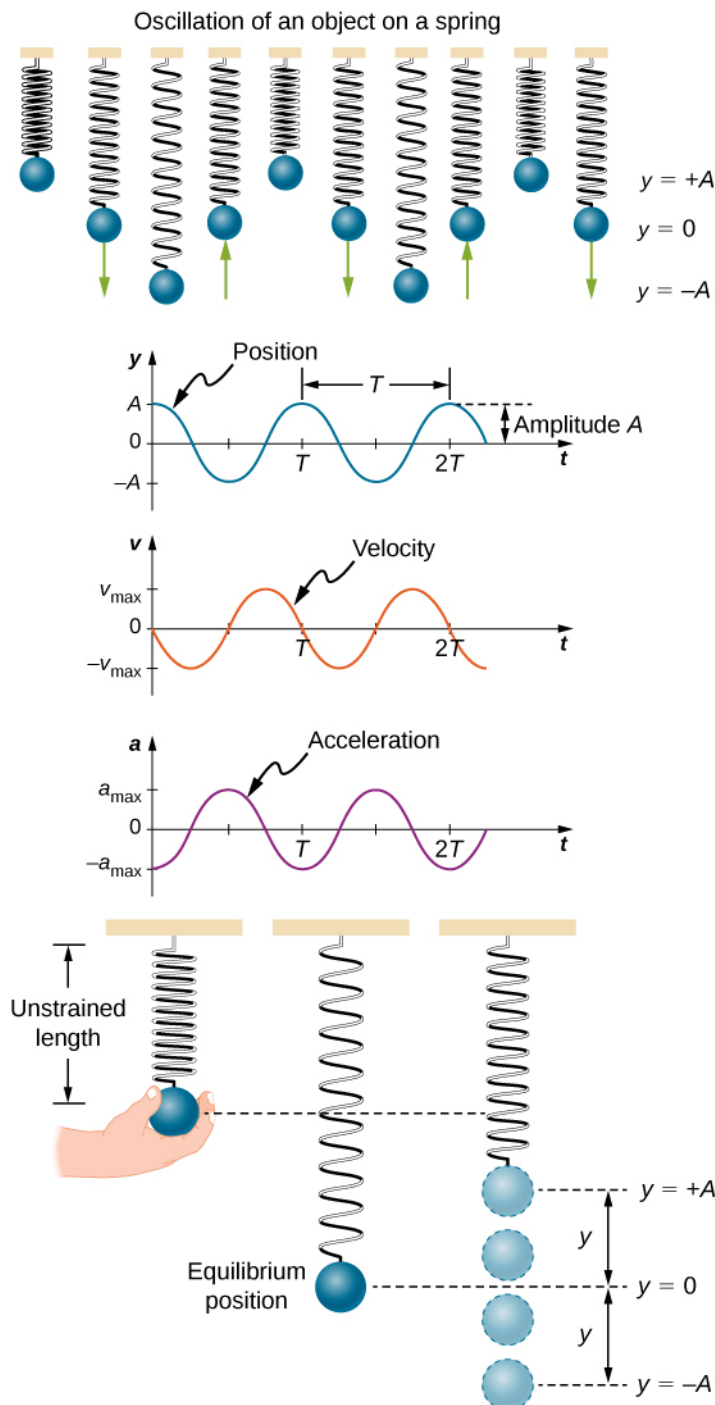 Oscillation of an object on a spring
y = +A
y = 0
y = –A
y
Position
T
A
Amplitude A
0
T
2T
t
–A
v
Velocity
vmax
0
T
2T
t
–vmax
a
Acceleration
amax
0
T
2T
t
–amax
Unstrained
length
y = +A
y
Equilibrium
position
y = 0
y
y = –A